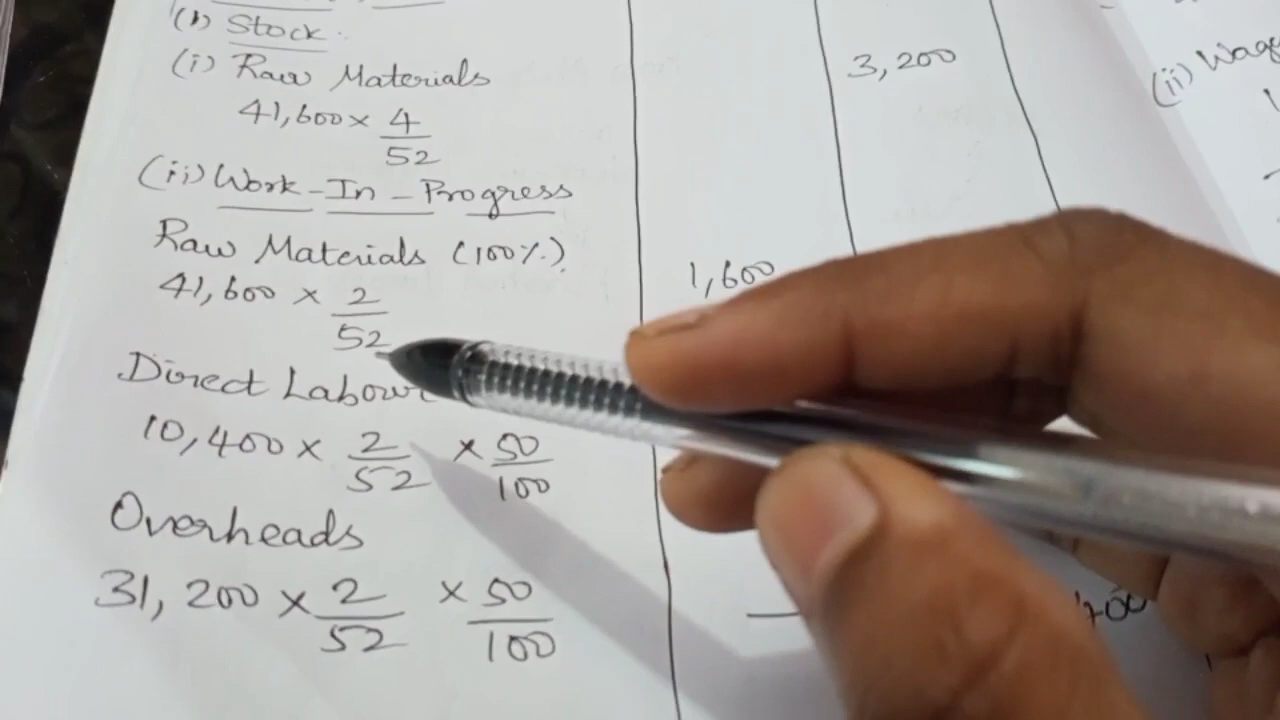 (1) Stock.
(i) Raw Materials
3,200
41,600 × 4/52
(ii) Work-In-Progress
Raw Materials (100%)
41,600 × 2/52
1,600
Direct Labour
10,400 × 2/52 × 50/100
Overheads
31,200 × 2/52 × 50/100
(ii) Wage